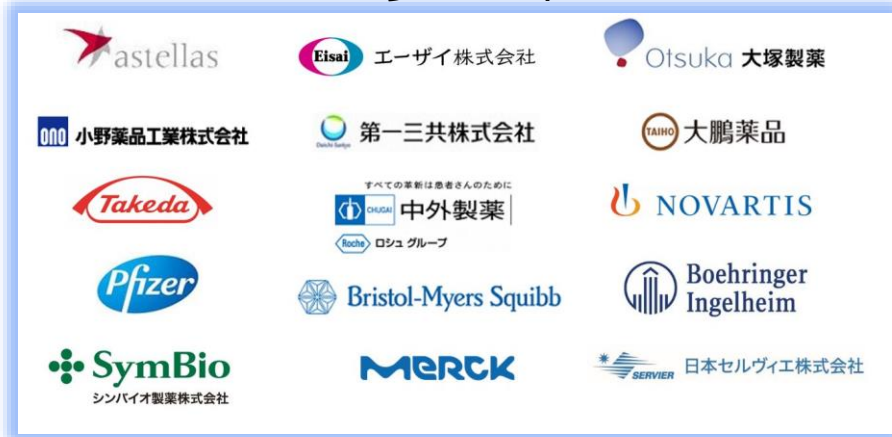 astellas
Eisai エーザイ株式会社
Otsuka 大塚製薬
ono 小野薬品工業株式会社
Daiichi Sankyo 第一三共株式会社
TAIHO 大鵬薬品
Takeda
すべての革新は患者さんのために
CHUGAI 中外製薬
Roche ロシュ グループ
NOVARTIS
Pfizer
Bristol-Myers Squibb
Boehringer
Ingelheim
SymBio
シンバイオ製薬株式会社
MERCK
SERVIER 日本セルヴィエ株式会社